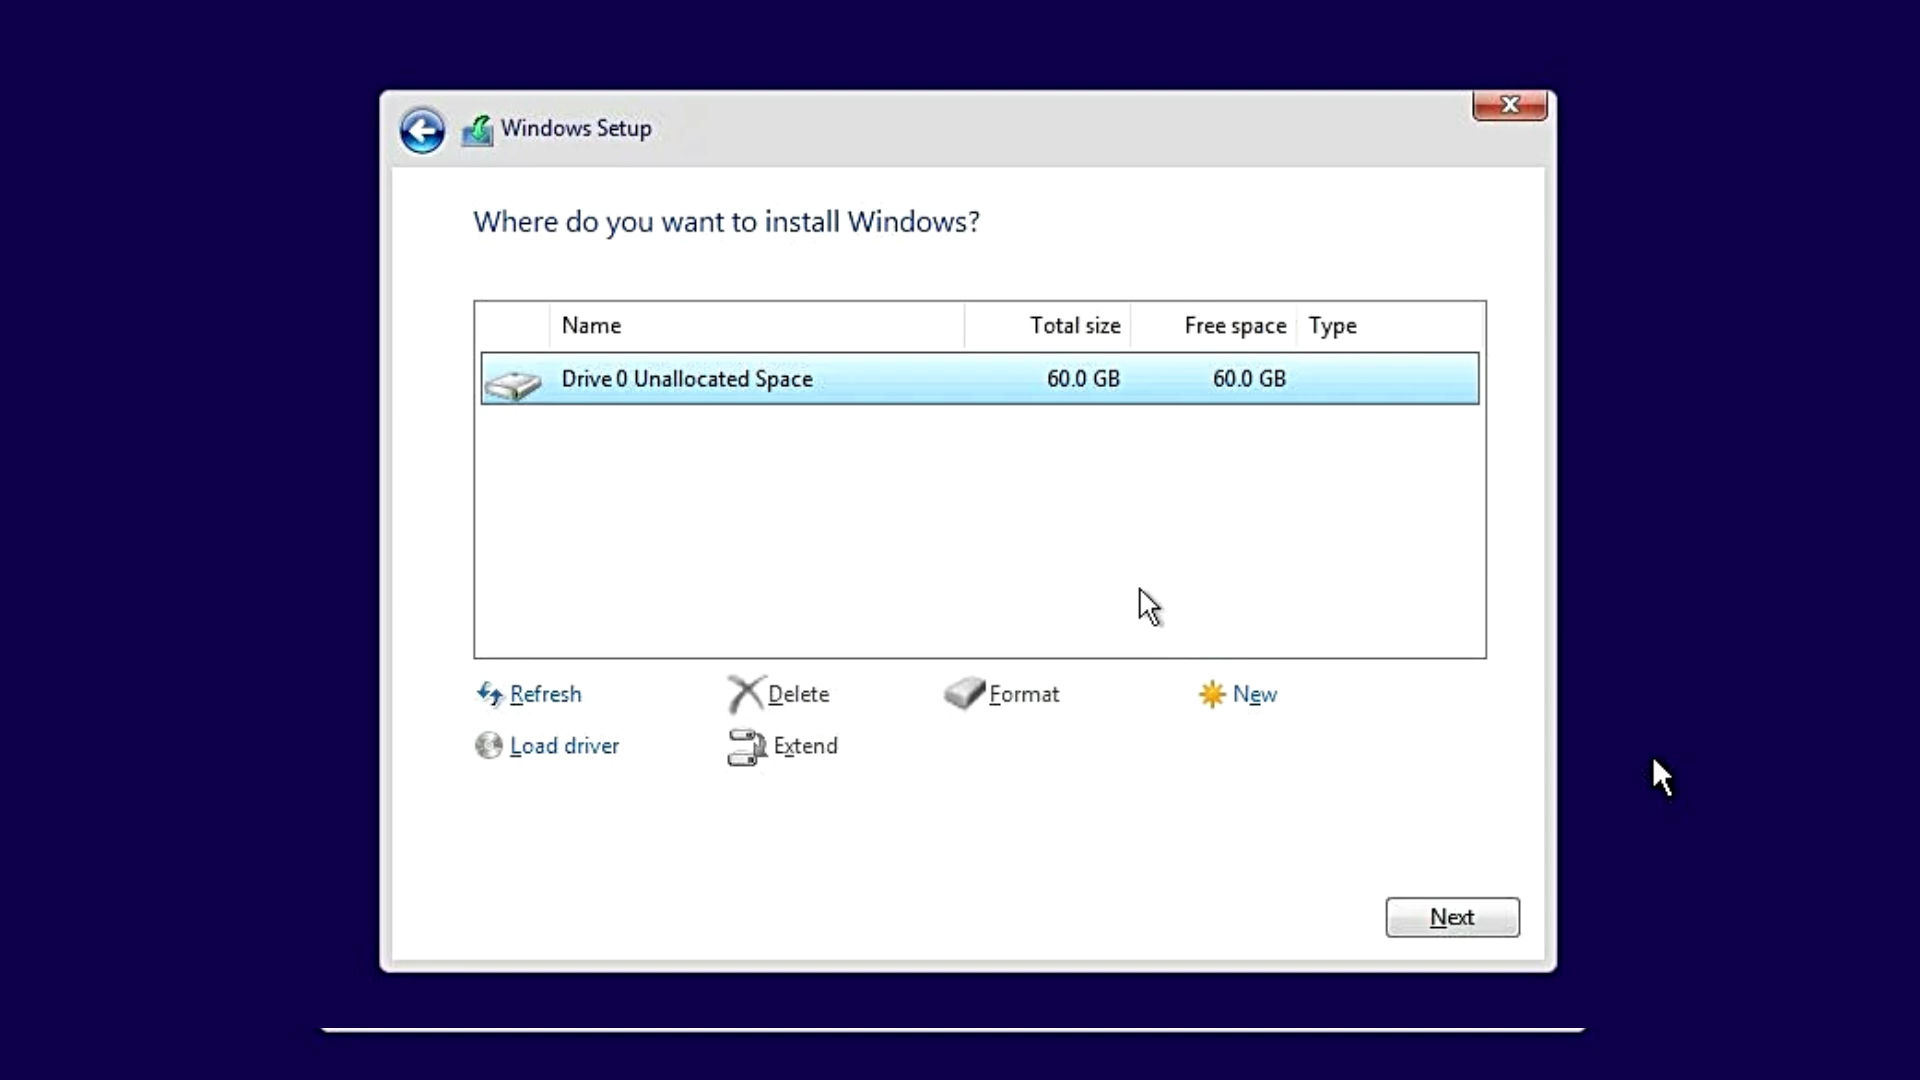 Windows Setup
Where do you want to install Windows?
Name Total size Free space Type
Drive 0 Unallocated Space 60.0 GB 60.0 GB
Refresh Delete Format New
Load driver Extend
Next